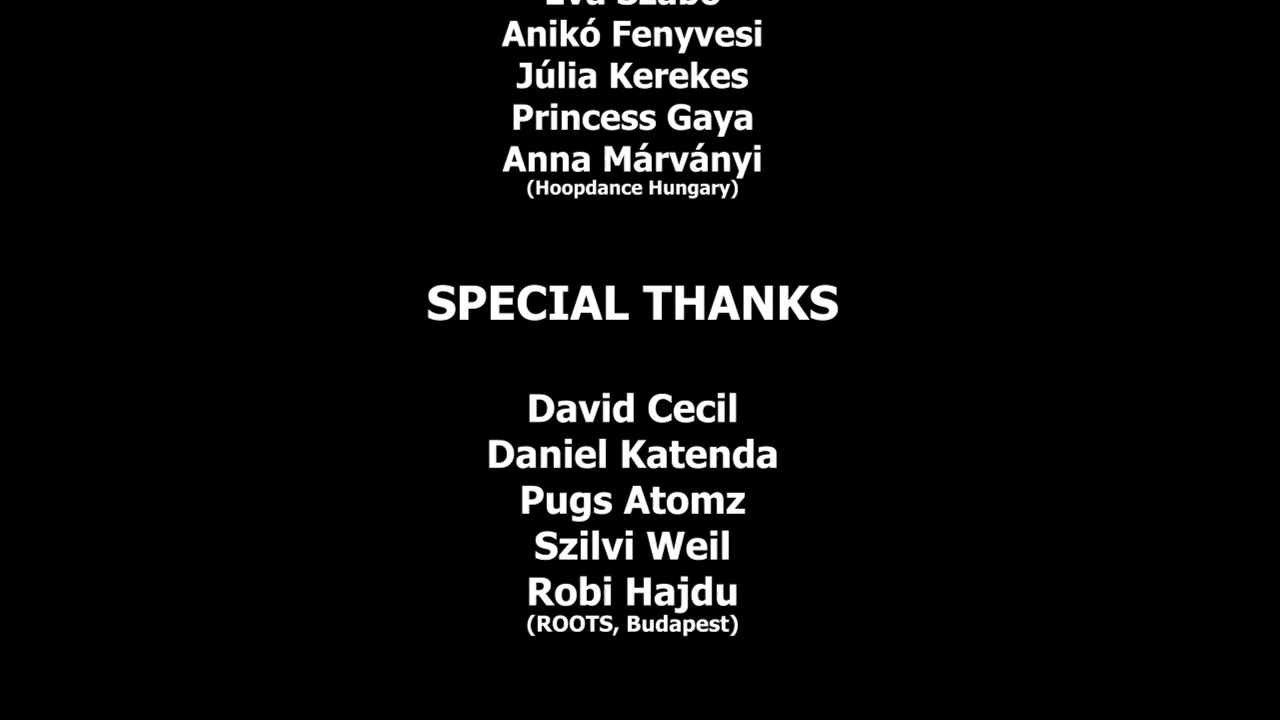 Anikó Fenyvesi
Júlia Kerekes
Princess Gaya
Anna Márványi
(Hoopdance Hungary)
SPECIAL THANKS
David Cecil
Daniel Katenda
Pugs Atomz
Szilvi Weil
Robi Hajdu
(ROOTS, Budapest)